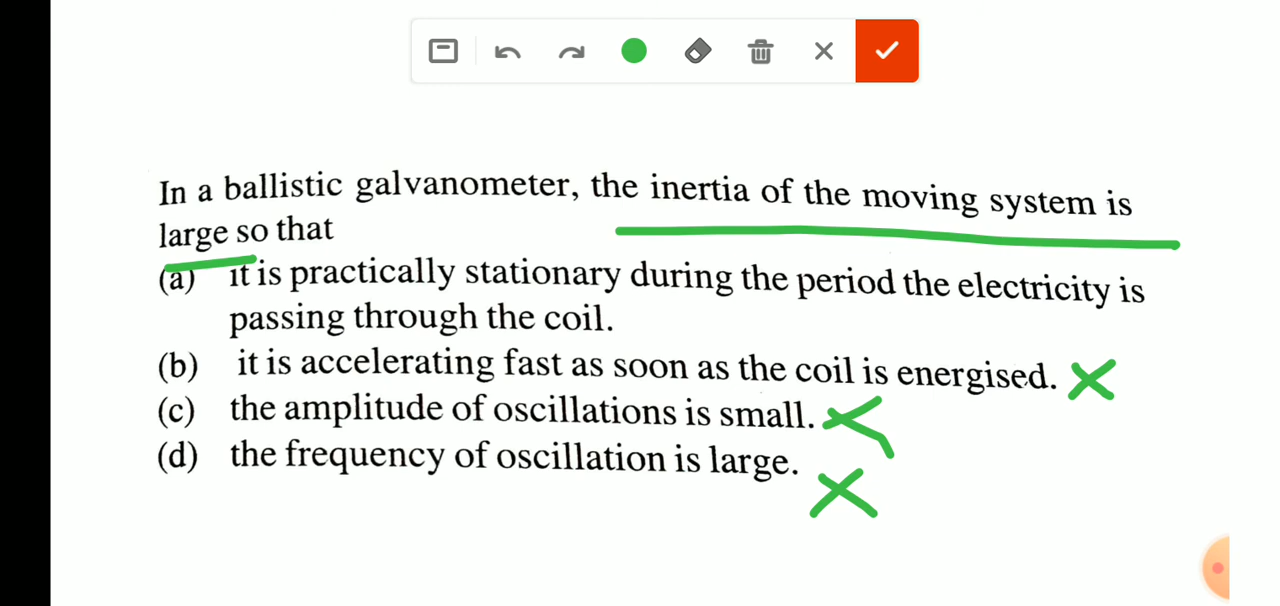 In a ballistic galvanometer, the inertia of the moving system is
large so that
(a) it is practically stationary during the period the electricity is
passing through the coil.
(b) it is accelerating fast as soon as the coil is energised.
(c) the amplitude of oscillations is small.
(d) the frequency of oscillation is large.